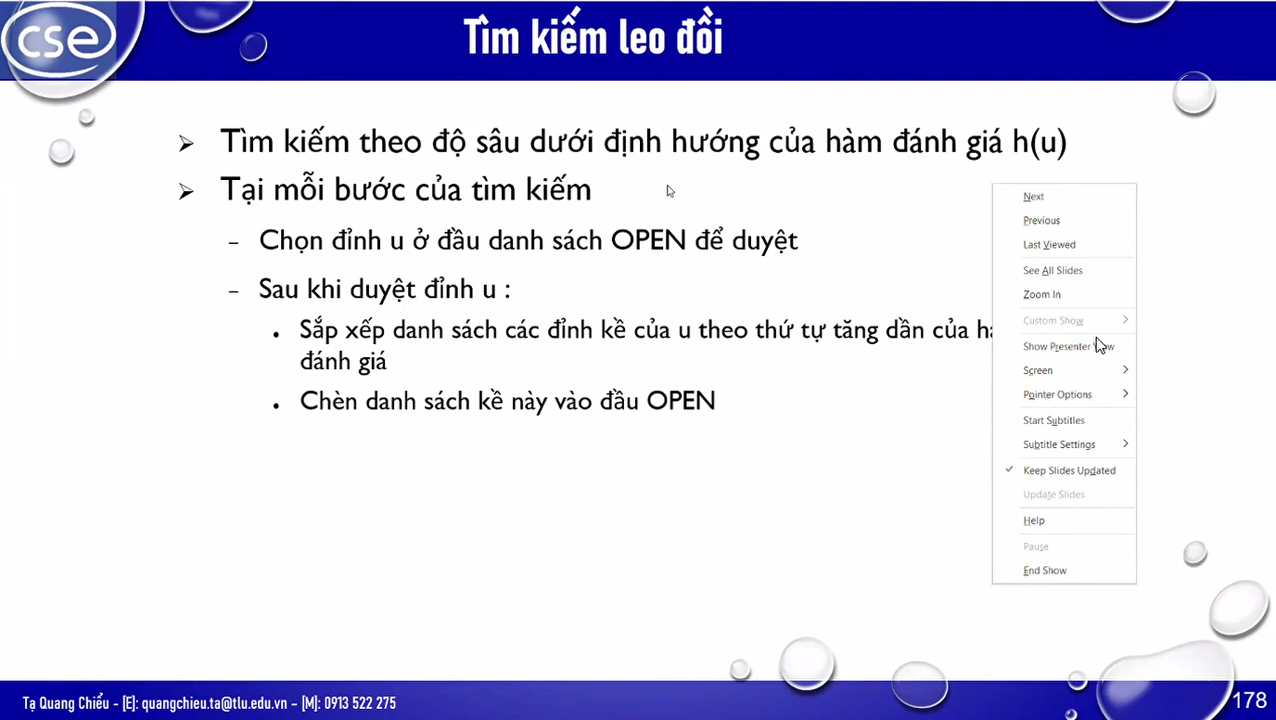 cse
Tìm kiếm leo đồi
Tìm kiếm theo độ sâu dưới định hướng của hàm đánh giá h(u)
Tại mỗi bước của tìm kiếm
– Chọn đỉnh u ở đầu danh sách OPEN để duyệt
– Sau khi duyệt đỉnh u :
• Sắp xếp danh sách các đỉnh kề của u theo thứ tự tăng dần của
đánh giá
• Chèn danh sách kề này vào đầu OPEN
Next
Previous
Last Viewed
See All Slides
Zoom In
Custom Show
Show Presenter View
Screen
Pointer Options
Start Subtitles
Subtitle Settings
Keep Slides Updated
Update Slides
Help
Pause
End Show
Tạ Quang Chiểu - [E]: quangchieu.ta@tlu.edu.vn – [M]: 0913 522 275
178